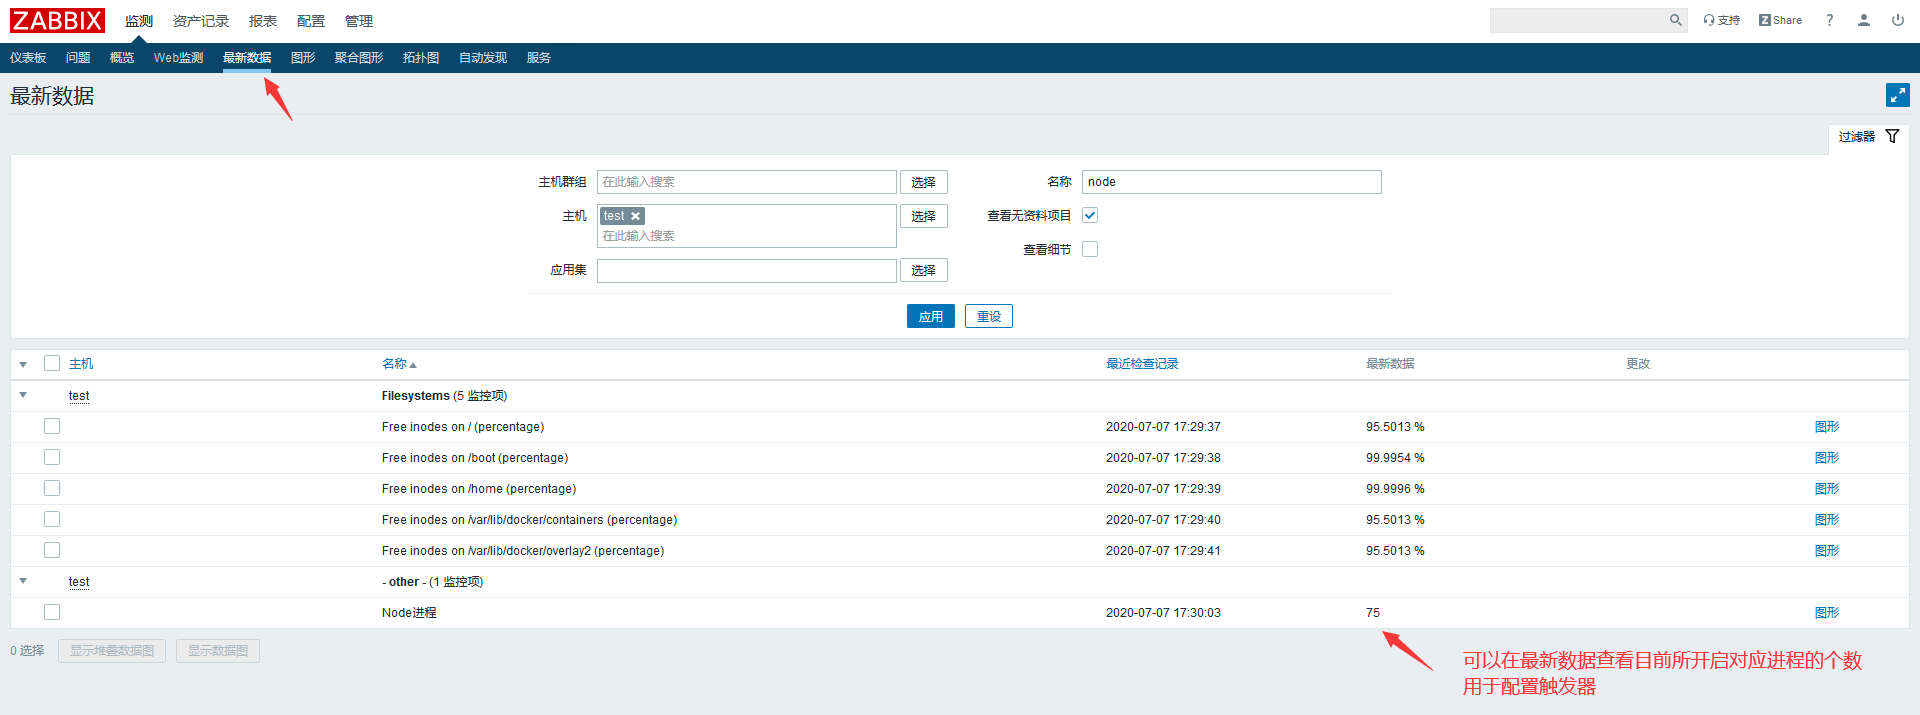 ZABBIX 监测 资产记录 报表 配置 管理 支持 Z Share ?
仪表板 问题 概览 Web监测 最新数据 图形 聚合图形 拓扑图 自动发现 服务
最新数据
过滤器
主机群组 在此输入搜索 选择 名称 node
主机 test 选择 查看无资料项目
在此输入搜索
查看细节
应用集 选择
应用 重设
主机 名称 最近检查记录 最新数据 更改
test Filesystems (5 监控项)
Free inodes on / (percentage) 2020-07-07 17:29:37 95.5013 % 图形
Free inodes on /boot (percentage) 2020-07-07 17:29:38 99.9954 % 图形
Free inodes on /home (percentage) 2020-07-07 17:29:39 99.9996 % 图形
Free inodes on /var/lib/docker/containers (percentage) 2020-07-07 17:29:40 95.5013 % 图形
Free inodes on /var/lib/docker/overlay2 (percentage) 2020-07-07 17:29:41 95.5013 % 图形
test - other - (1 监控项)
Node进程 2020-07-07 17:30:03 75 图形
0 选择 显示堆叠数据图 显示数据图
可以在最新数据查看目前所开启对应进程的个数
用于配置触发器